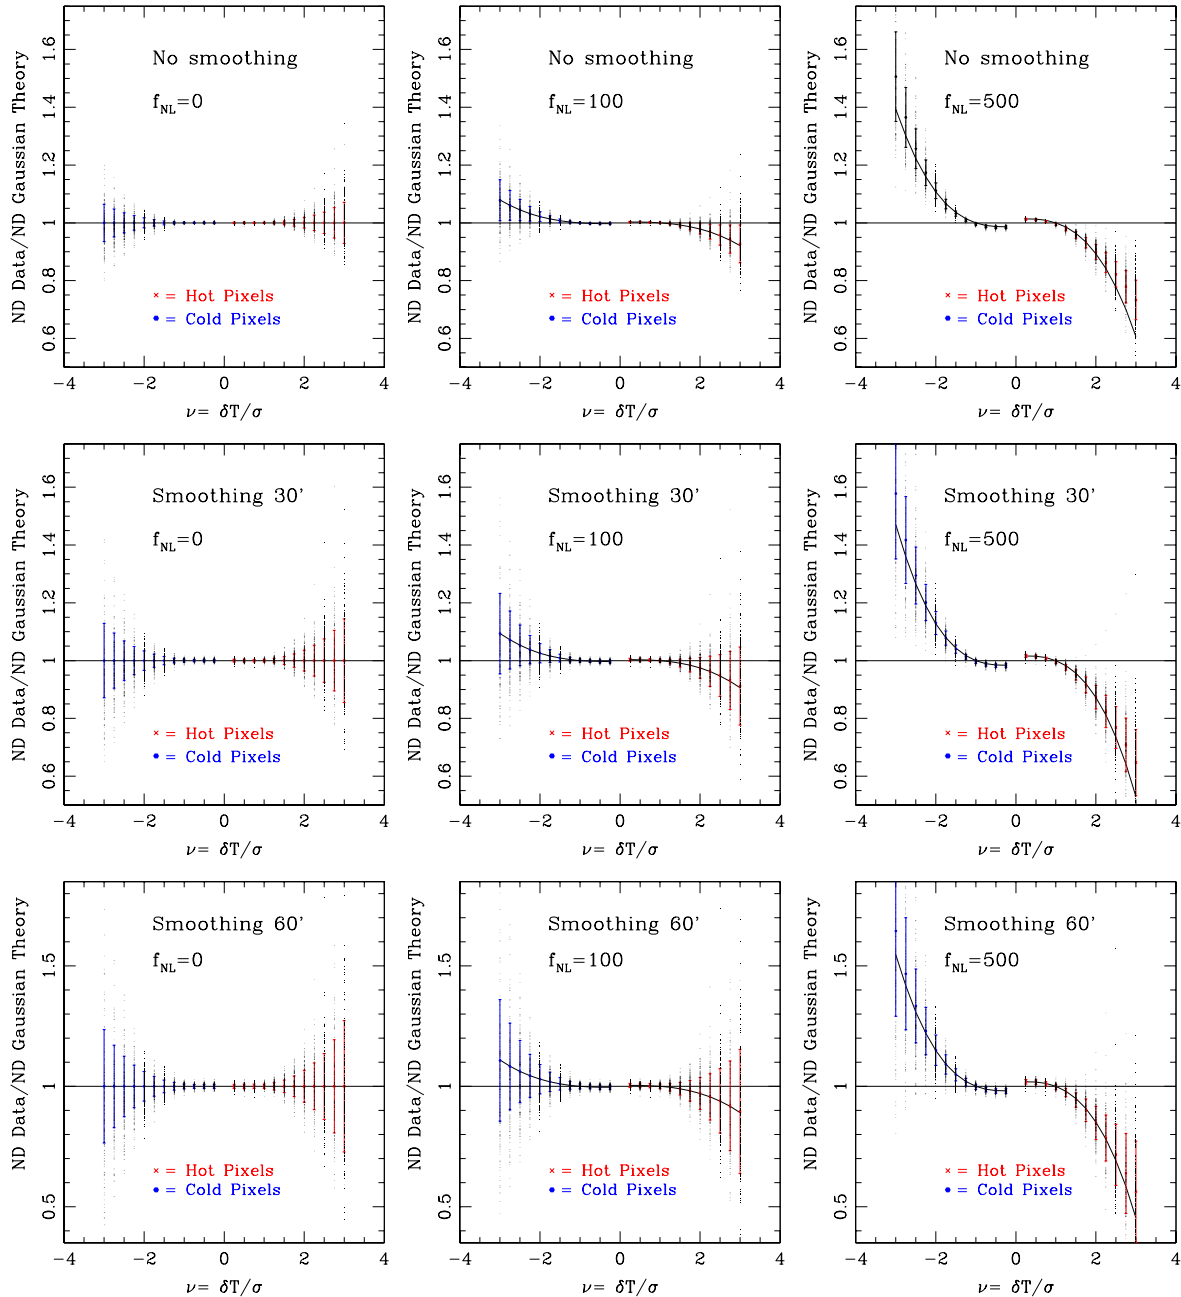 ND Data/ND Gaussian Theory
No smoothing
f_NL=0
× = Hot Pixels
● = Cold Pixels
0.6 0.8 1 1.2 1.4 1.6
−4 −2 0 2 4
ν= δT/σ
ND Data/ND Gaussian Theory
No smoothing
f_NL=100
× = Hot Pixels
● = Cold Pixels
0.6 0.8 1 1.2 1.4 1.6
−4 −2 0 2 4
ν= δT/σ
ND Data/ND Gaussian Theory
No smoothing
f_NL=500
× = Hot Pixels
● = Cold Pixels
0.6 0.8 1 1.2 1.4 1.6
−4 −2 0 2 4
ν= δT/σ
ND Data/ND Gaussian Theory
Smoothing 30'
f_NL=0
× = Hot Pixels
● = Cold Pixels
0.6 0.8 1 1.2 1.4 1.6
−4 −2 0 2 4
ν= δT/σ
ND Data/ND Gaussian Theory
Smoothing 30'
f_NL=100
× = Hot Pixels
● = Cold Pixels
0.6 0.8 1 1.2 1.4 1.6
−4 −2 0 2 4
ν= δT/σ
ND Data/ND Gaussian Theory
Smoothing 30'
f_NL=500
× = Hot Pixels
● = Cold Pixels
0.6 0.8 1 1.2 1.4 1.6
−4 −2 0 2 4
ν= δT/σ
ND Data/ND Gaussian Theory
Smoothing 60'
f_NL=0
× = Hot Pixels
● = Cold Pixels
0.5 1 1.5
−4 −2 0 2 4
ν= δT/σ
ND Data/ND Gaussian Theory
Smoothing 60'
f_NL=100
× = Hot Pixels
● = Cold Pixels
0.5 1 1.5
−4 −2 0 2 4
ν= δT/σ
ND Data/ND Gaussian Theory
Smoothing 60'
f_NL=500
× = Hot Pixels
● = Cold Pixels
0.5 1 1.5
−4 −2 0 2 4
ν= δT/σ